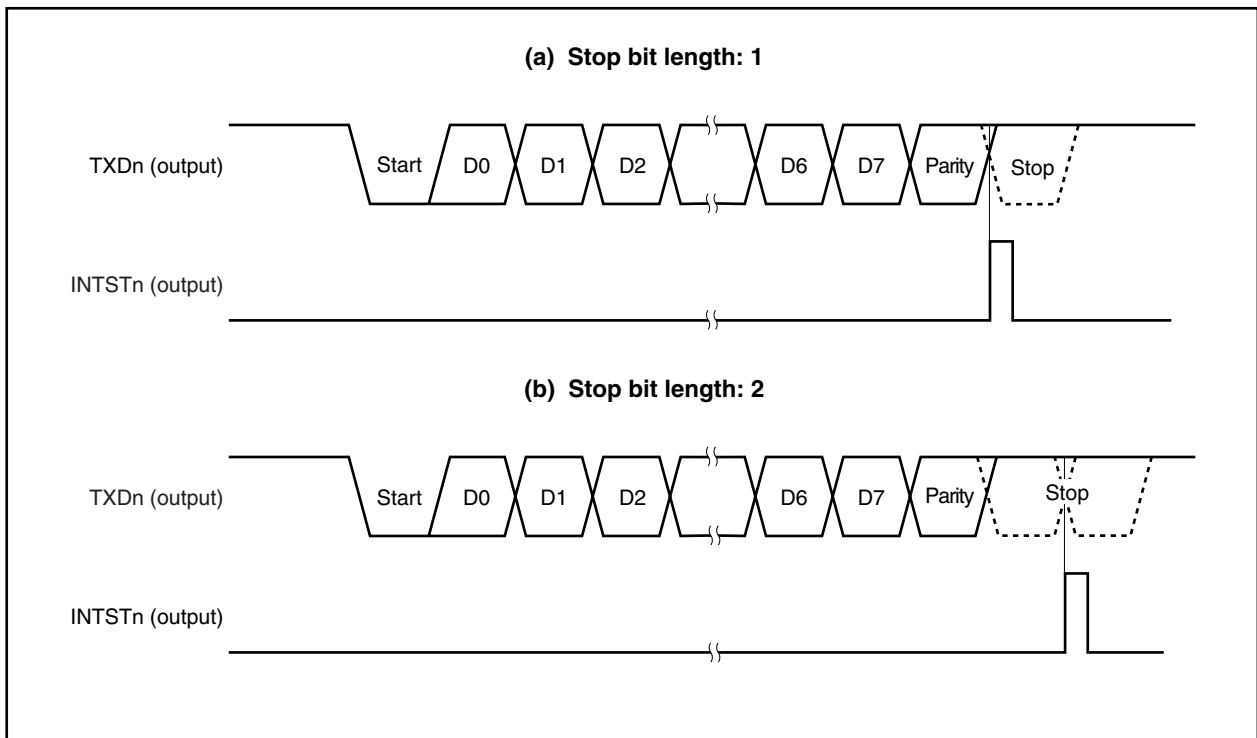 (a) Stop bit length: 1
TXDn (output)
Start D0 D1 D2 D6 D7 Parity Stop
INTSTn (output)
(b) Stop bit length: 2
TXDn (output)
Start D0 D1 D2 D6 D7 Parity Stop
INTSTn (output)